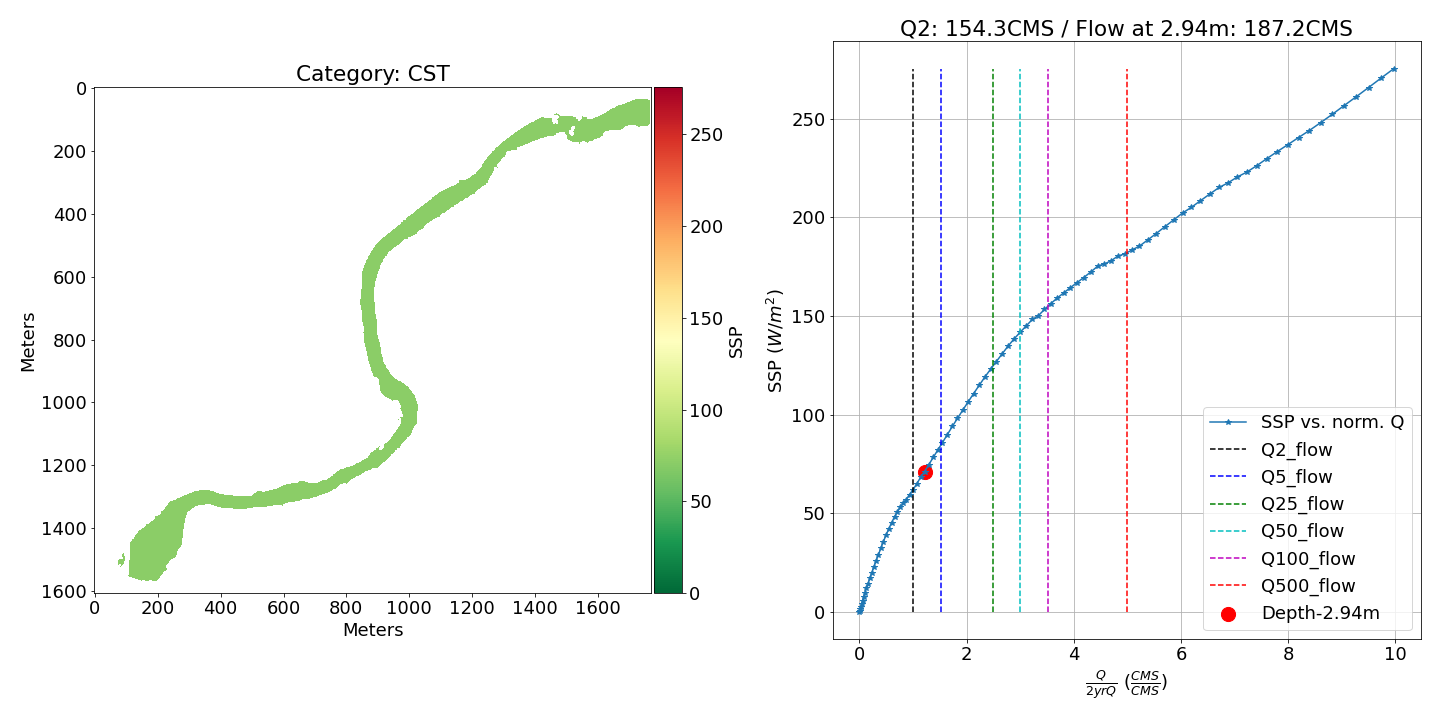 Category: CST
0
200
400
600
800
1000
1200
1400
1600
Meters
0 200 400 600 800 1000 1200 1400 1600
Meters
250
200
150
100
50
0
SSP
Q2: 154.3CMS / Flow at 2.94m: 187.2CMS
250
200
150
100
50
0
SSP (W/m²)
0 2 4 6 8 10
Q/2yrQ (CMS/CMS)
SSP vs. norm. Q
Q2_flow
Q5_flow
Q25_flow
Q50_flow
Q100_flow
Q500_flow
Depth-2.94m